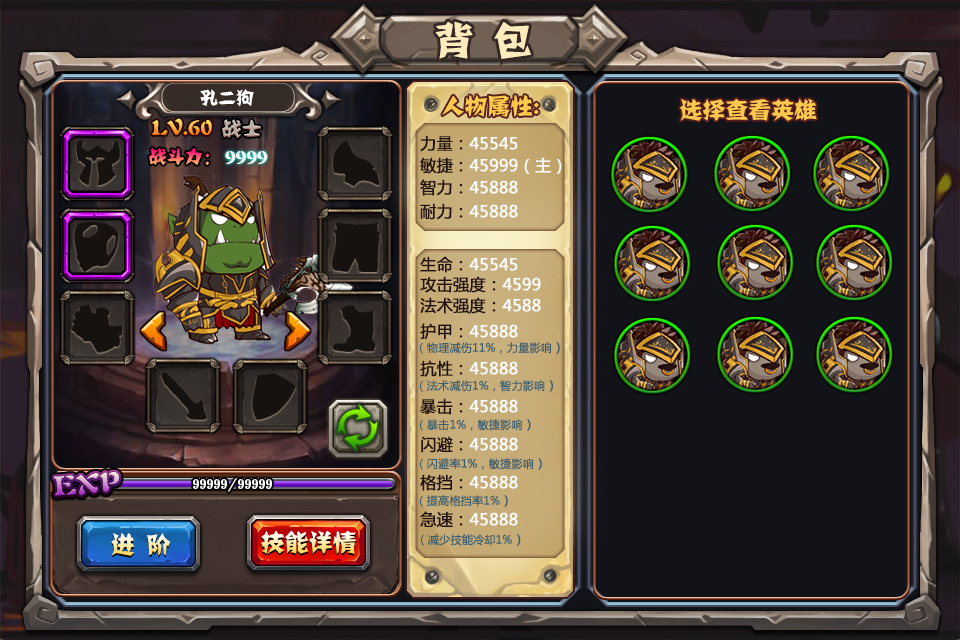 背包
孔二狗
LV.60 战士
战斗力：9999
EXP
99999/99999
进阶
技能详情
人物属性:
力量：45545
敏捷：45999（主）
智力：45888
耐力：45888
生命：45545
攻击强度：4599
法术强度：4588
护甲：45888
（物理减伤11%，力量影响）
抗性：45888
（法术减伤1%，智力影响）
暴击：45888
（暴击1%，敏捷影响）
闪避：45888
（闪避率1%，敏捷影响）
格挡：45888
（提高格挡率1%）
急速：45888
（减少技能冷却1%）
选择查看英雄